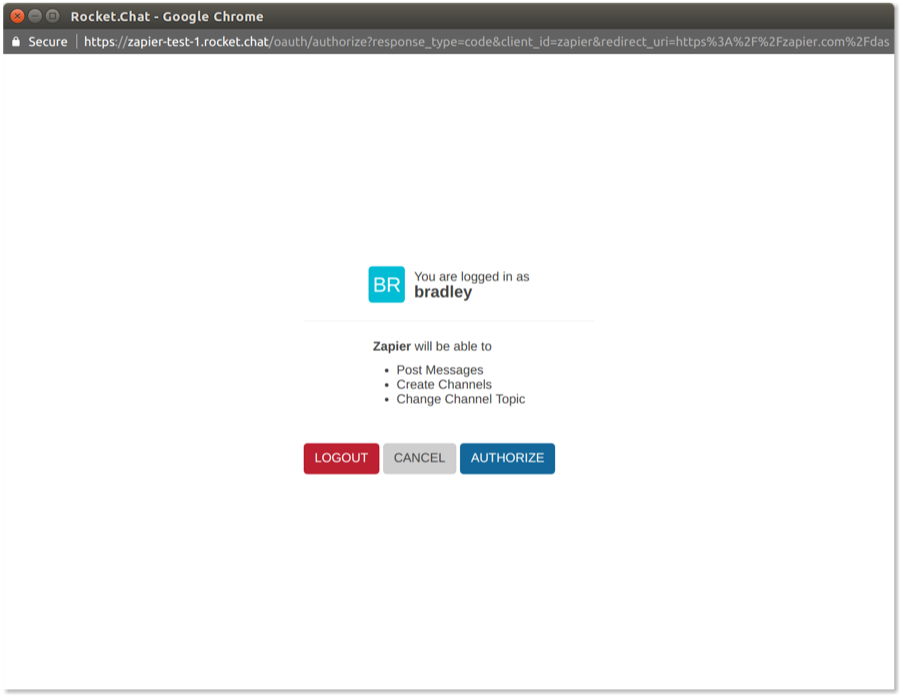 Rocket.Chat - Google Chrome
Secure | https://zapier-test-1.rocket.chat/oauth/authorize?response_type=code&client_id=zapier&redirect_uri=https%3A%2F%2Fzapier.com%2Fdas
BR
You are logged in as
bradley
Zapier will be able to
• Post Messages
• Create Channels
• Change Channel Topic
LOGOUT CANCEL AUTHORIZE